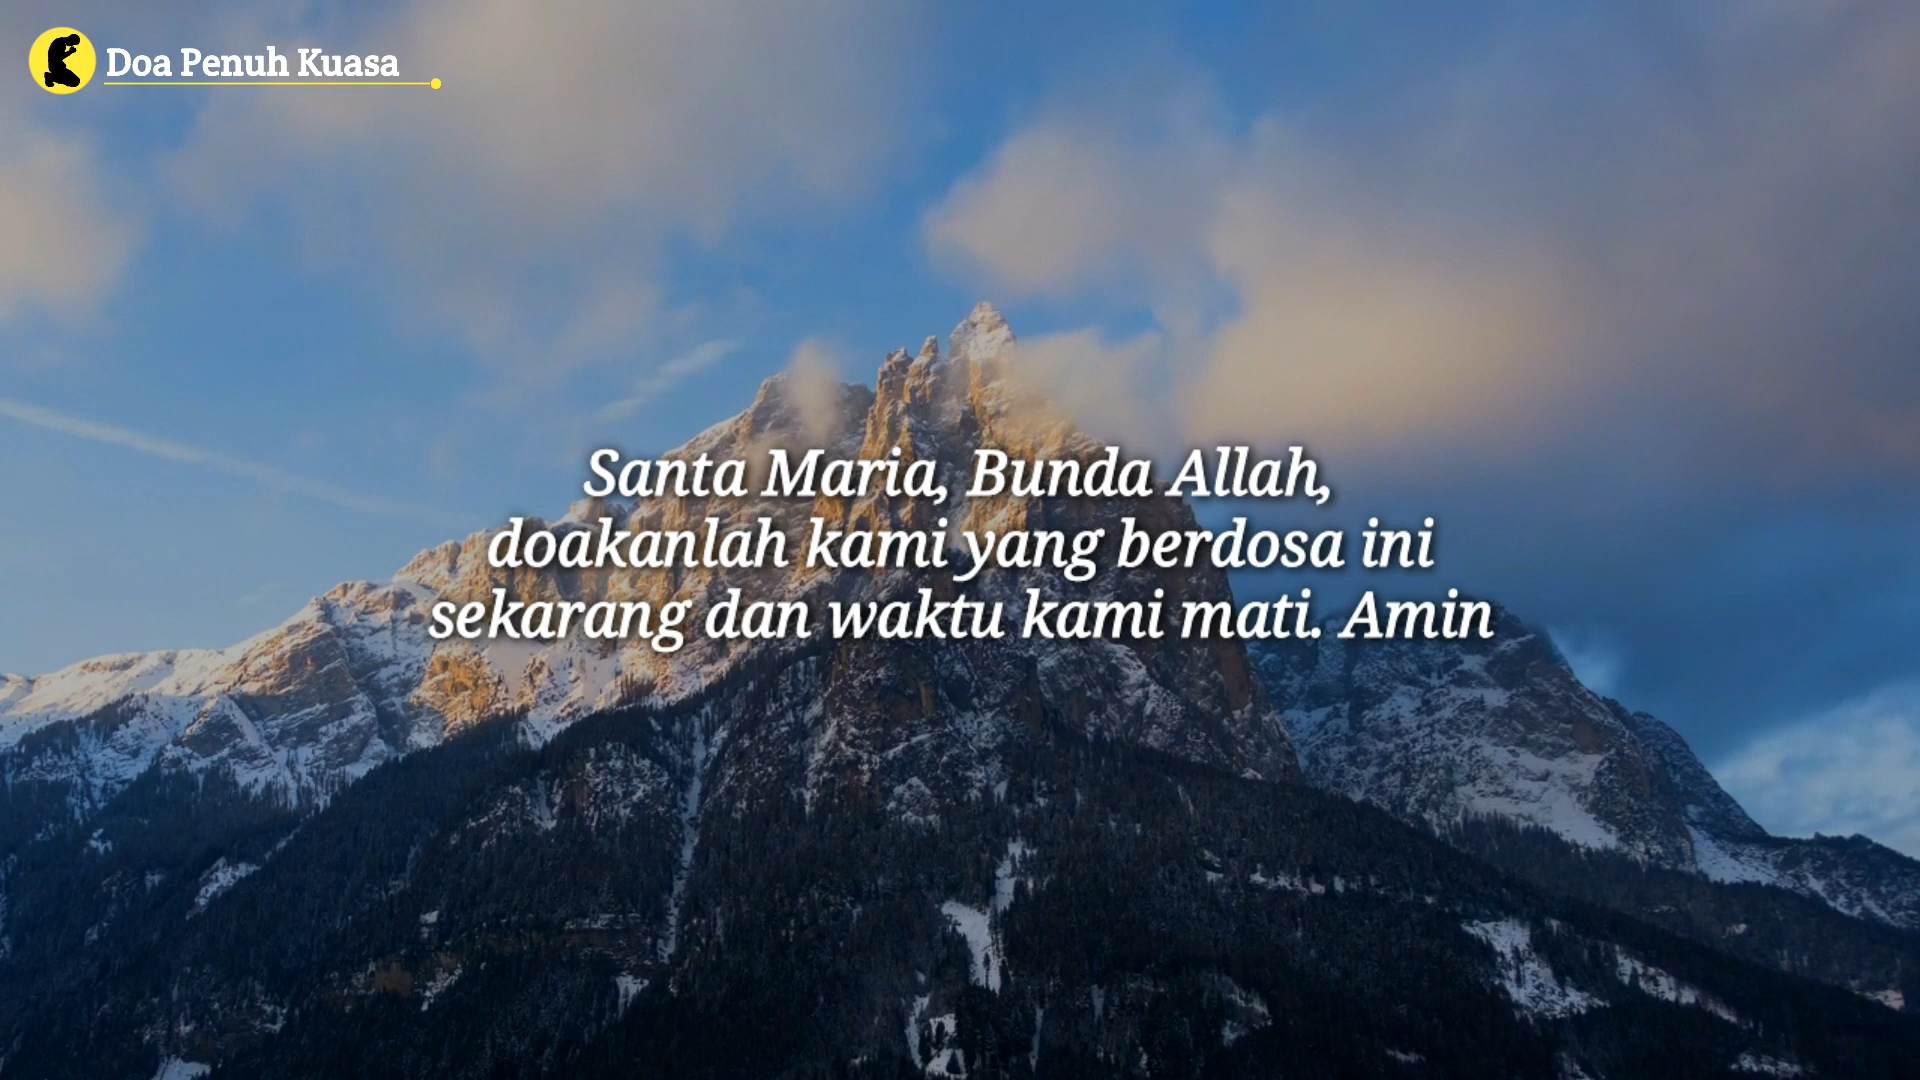 Doa Penuh Kuasa
Santa Maria, Bunda Allah,
doakanlah kami yang berdosa ini
sekarang dan waktu kami mati. Amin